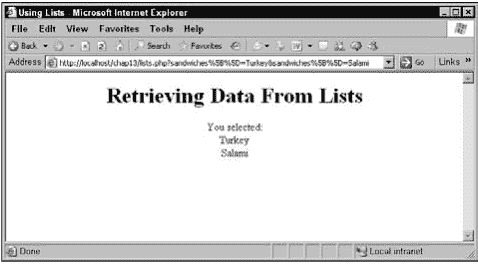 Using Lists - Microsoft Internet Explorer
File Edit View Favorites Tools Help
Back Search Favorites
Address http://localhost/chap13/lists.php?sandwiches%5B%5D=Turkey&sandwiches%5B%5D=Salami Go Links »
Retrieving Data From Lists
You selected:
Turkey
Salami
Done Local intranet